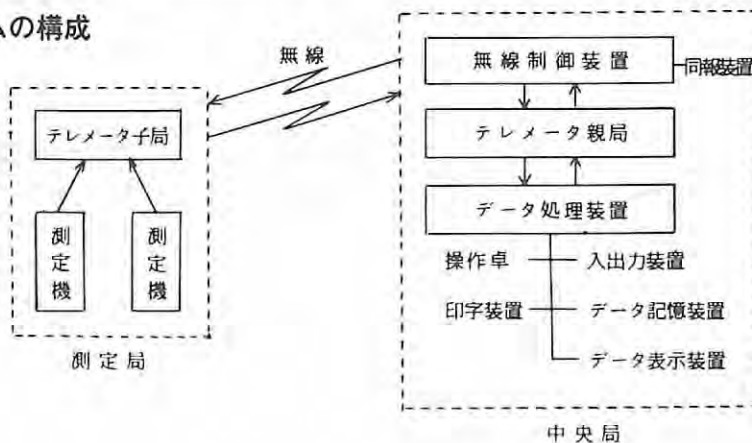 ムの構成
無線
テレメータ子局
測定機
測定機
測定局
無線制御装置
同報装置
テレメータ親局
データ処理装置
操作卓
入出力装置
印字装置
データ記憶装置
データ表示装置
中央局